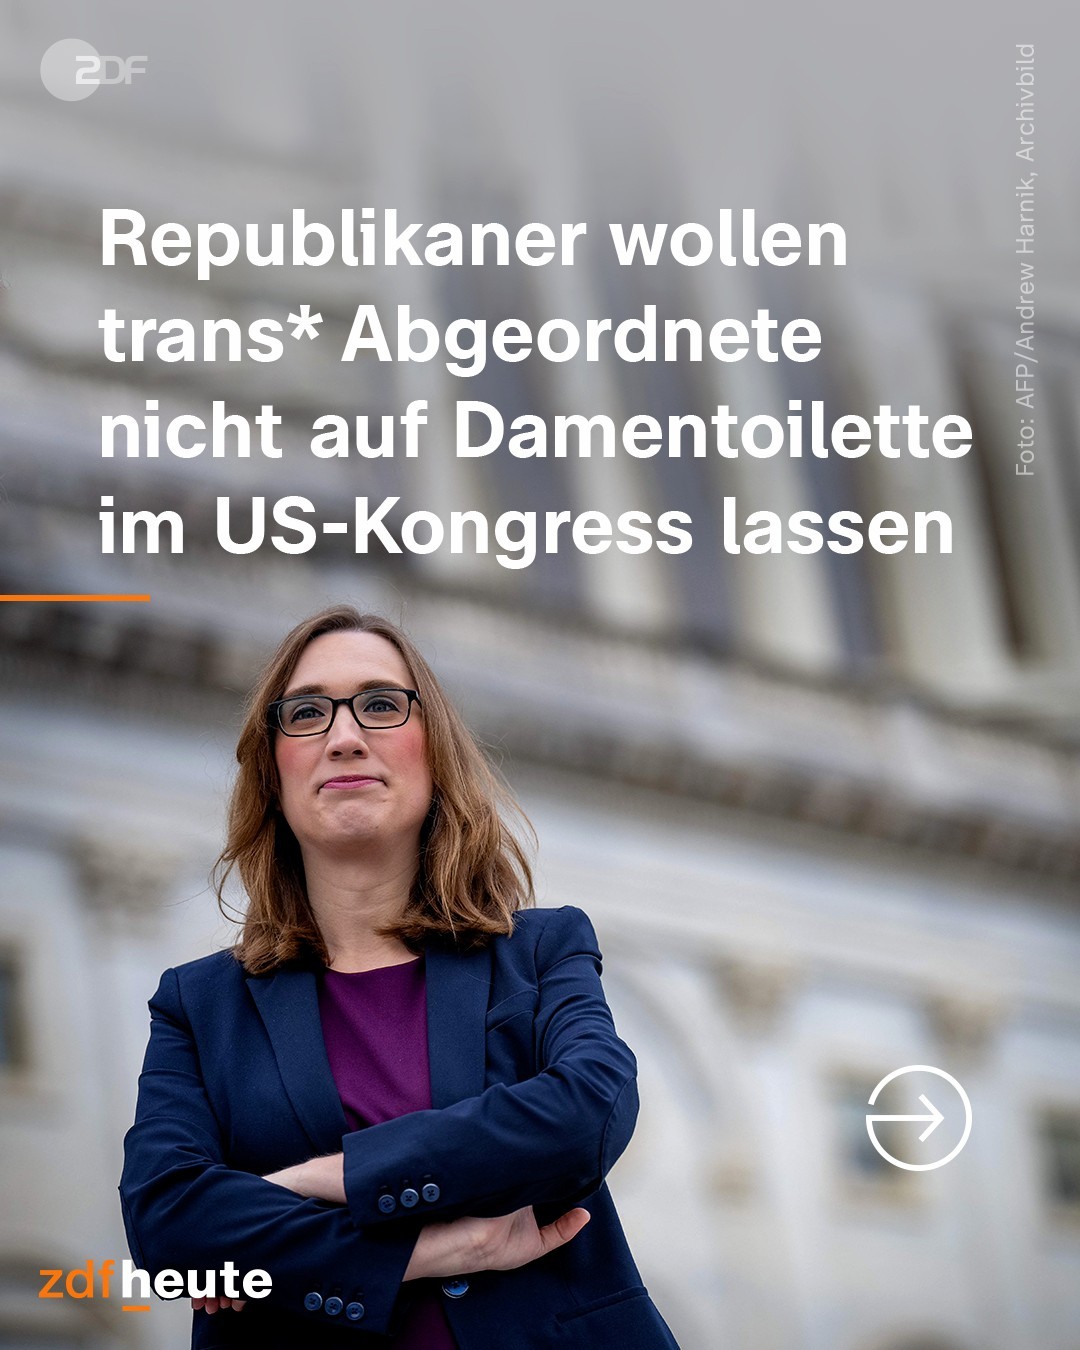 ZDF
Foto: AFP/Andrew Harnik, Archivbild
Republikaner wollen
trans* Abgeordnete
nicht auf Damentoilette
im US-Kongress lassen
zdfheute